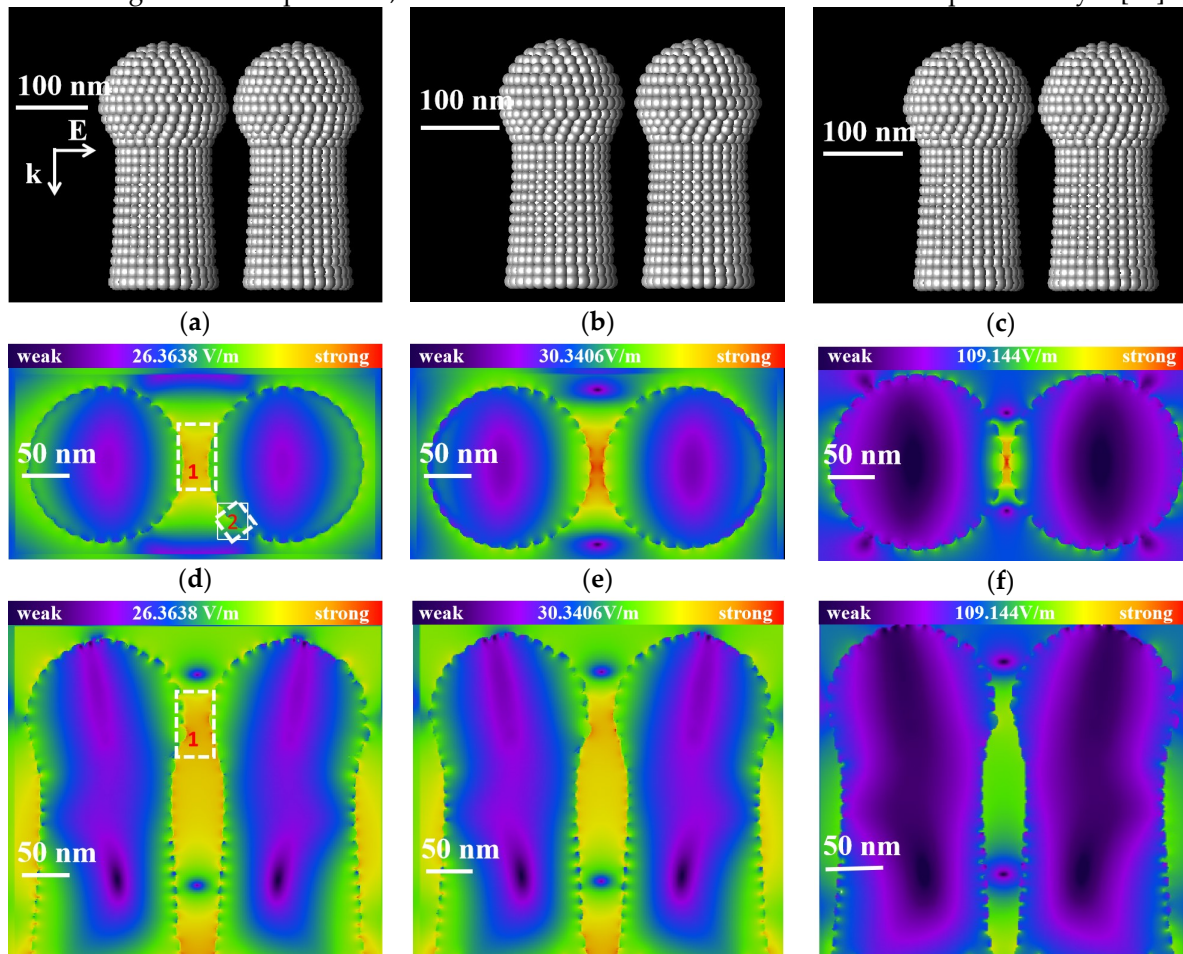 100 nm
E
k
100 nm
100 nm
(a)
(b)
(c)
weak 26.3638 V/m strong
weak 30.3406V/m strong
weak 109.144V/m strong
50 nm
1
2
50 nm
50 nm
(d)
(e)
(f)
weak 26.3638 V/m strong
weak 30.3406V/m strong
weak 109.144V/m strong
1
50 nm
50 nm
50 nm